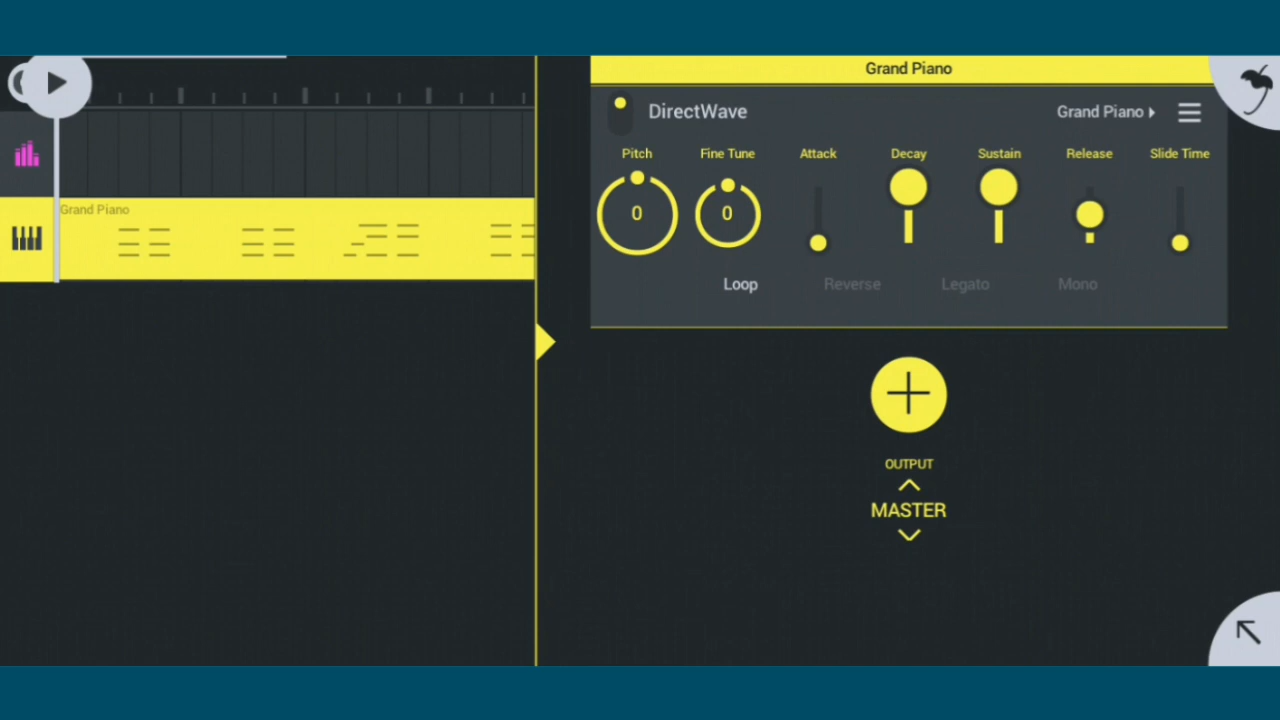 Grand Piano
DirectWave
Grand Piano
Pitch
Fine Tune
Attack
Decay
Sustain
Release
Slide Time
0
0
Loop
Reverse
Legato
Mono
Grand Piano
OUTPUT
MASTER